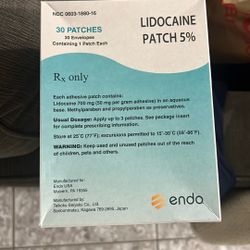 NDC 0603-1880-16
30 PATCHES
30 Envelopes
Containing 1 Patch Each
LIDOCAINE
PATCH 5%
Rx only
Each adhesive patch contains:
Lidocaine 700 mg (50 mg per gram adhesive) in an aqueous
base. Methylparaben and propylparaben as preservatives.
Usual Dosage: Apply up to 3 patches. See package insert
for complete prescribing information.
Store at 25°C (77°F); excursions permitted to 15°-30°C (59°-86°F).
WARNING: Keep used and unused patches out of the reach
of children, pets and others.
Manufactured for:
Endo USA
Malvern, PA 19355
Manufactured by:
Teikoku Seiyaku Co., Ltd.
Sanbonmatsu, Kagawa 769-2695, Japan
endo